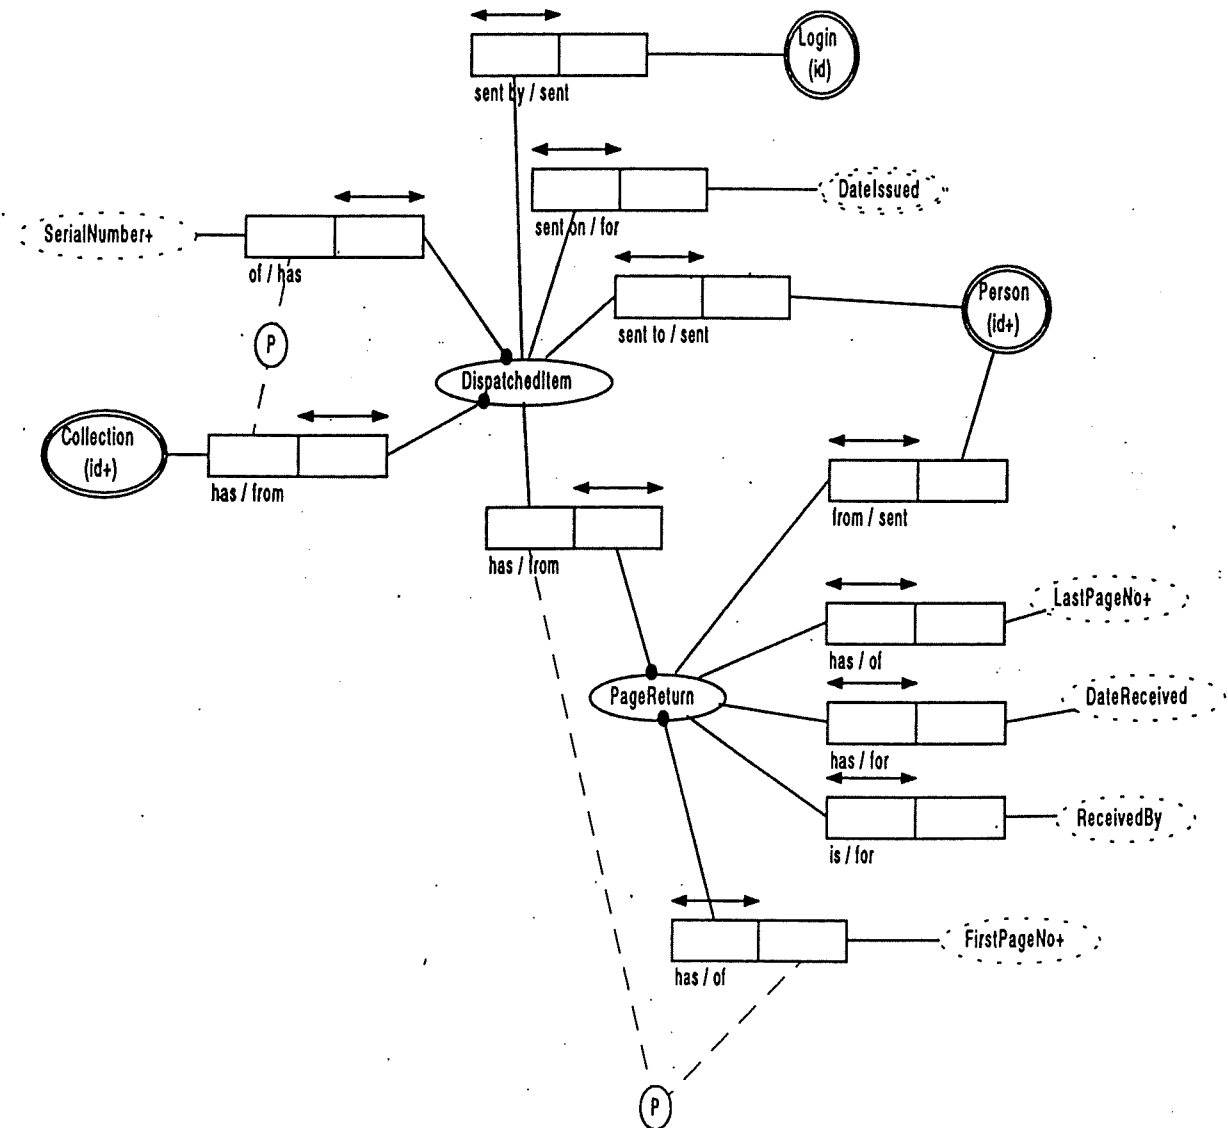 Login
(id)
sent by / sent
DateIssued
sent on / for
SerialNumber+
of / has
Person
(id+)
sent to / sent
P
DispatchedItem
Collection
(id+)
has / from
from / sent
has / from
LastPageNo+
has / of
PageReturn
DateReceived
has / for
ReceivedBy
is / for
FirstPageNo+
has / of
P